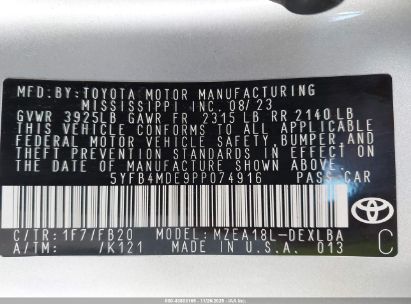 MFD.BY:TOYOTA MOTOR MANUFACTURING
MISSISSIPPI INC. 08/23
GVWR 3925LB GAWR FR 2315 LB RR 2140 LB
THIS VEHICLE CONFORMS TO ALL APPLICABLE
FEDERAL MOTOR VEHICLE SAFETY,BUMPER, AND
THEFT PREVENTION STANDARDS IN EFFECT ON
THE DATE OF MANUFACTURE SHOWN ABOVE.
5YFB4MDE9PP074916 PASS CAR
C/TR:1F7/FB20 MODEL:MZEA18L-DEXLBA
A/TM: /K121 MADE IN U.S.A. 013
C